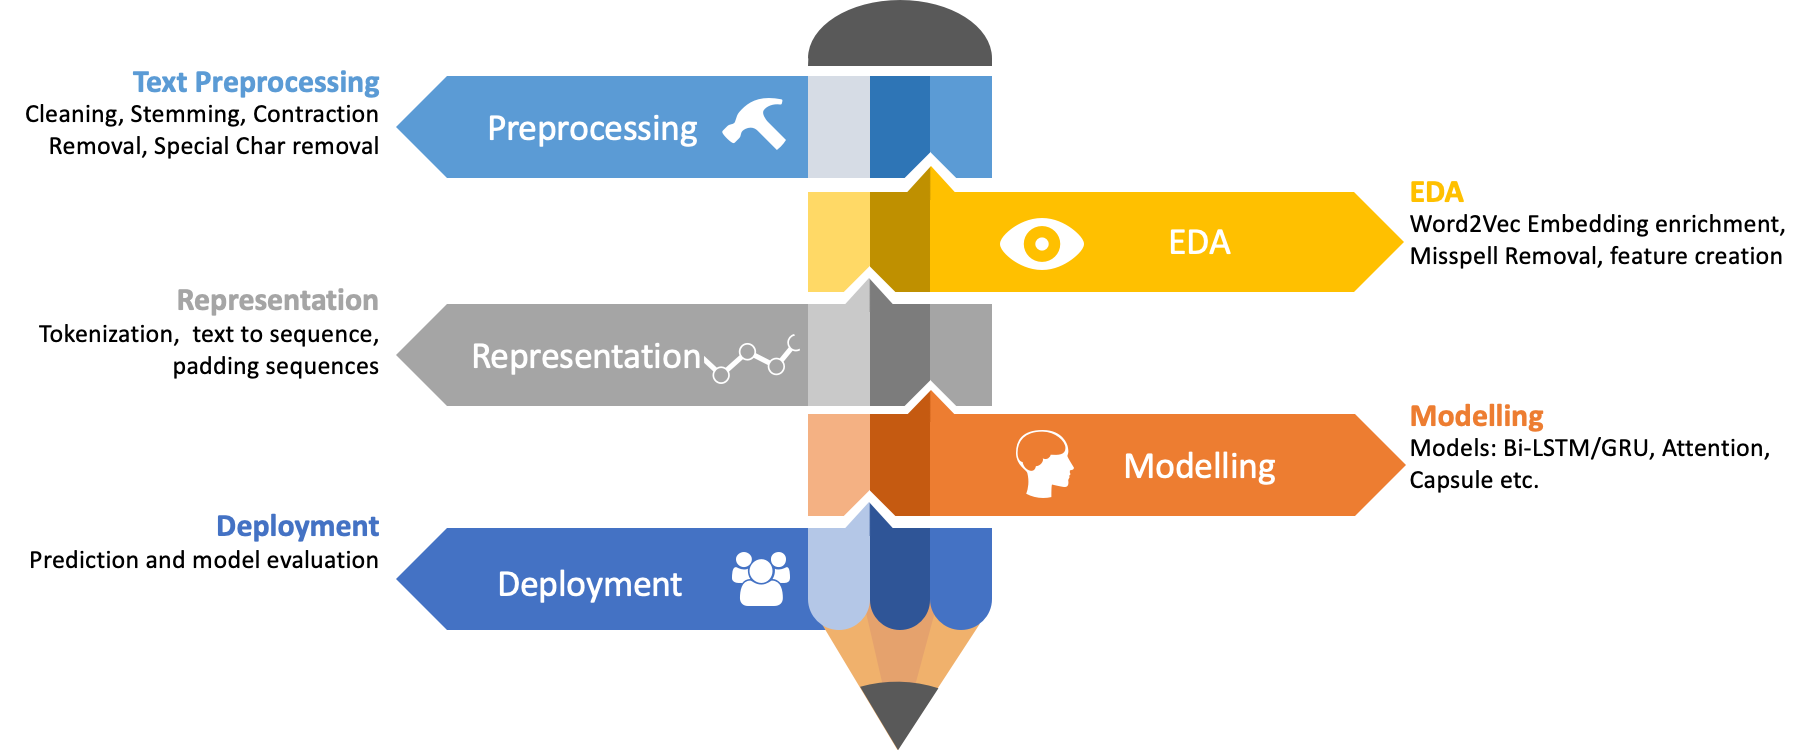 Text Preprocessing
Cleaning, Stemming, Contraction
Removal, Special Char removal
Preprocessing
EDA
EDA
Word2Vec Embedding enrichment,
Misspell Removal, feature creation
Representation
Tokenization,  text to sequence,
padding sequences
Representation
Modelling
Modelling
Models: Bi-LSTM/GRU, Attention,
Capsule etc.
Deployment
Prediction and model evaluation
Deployment